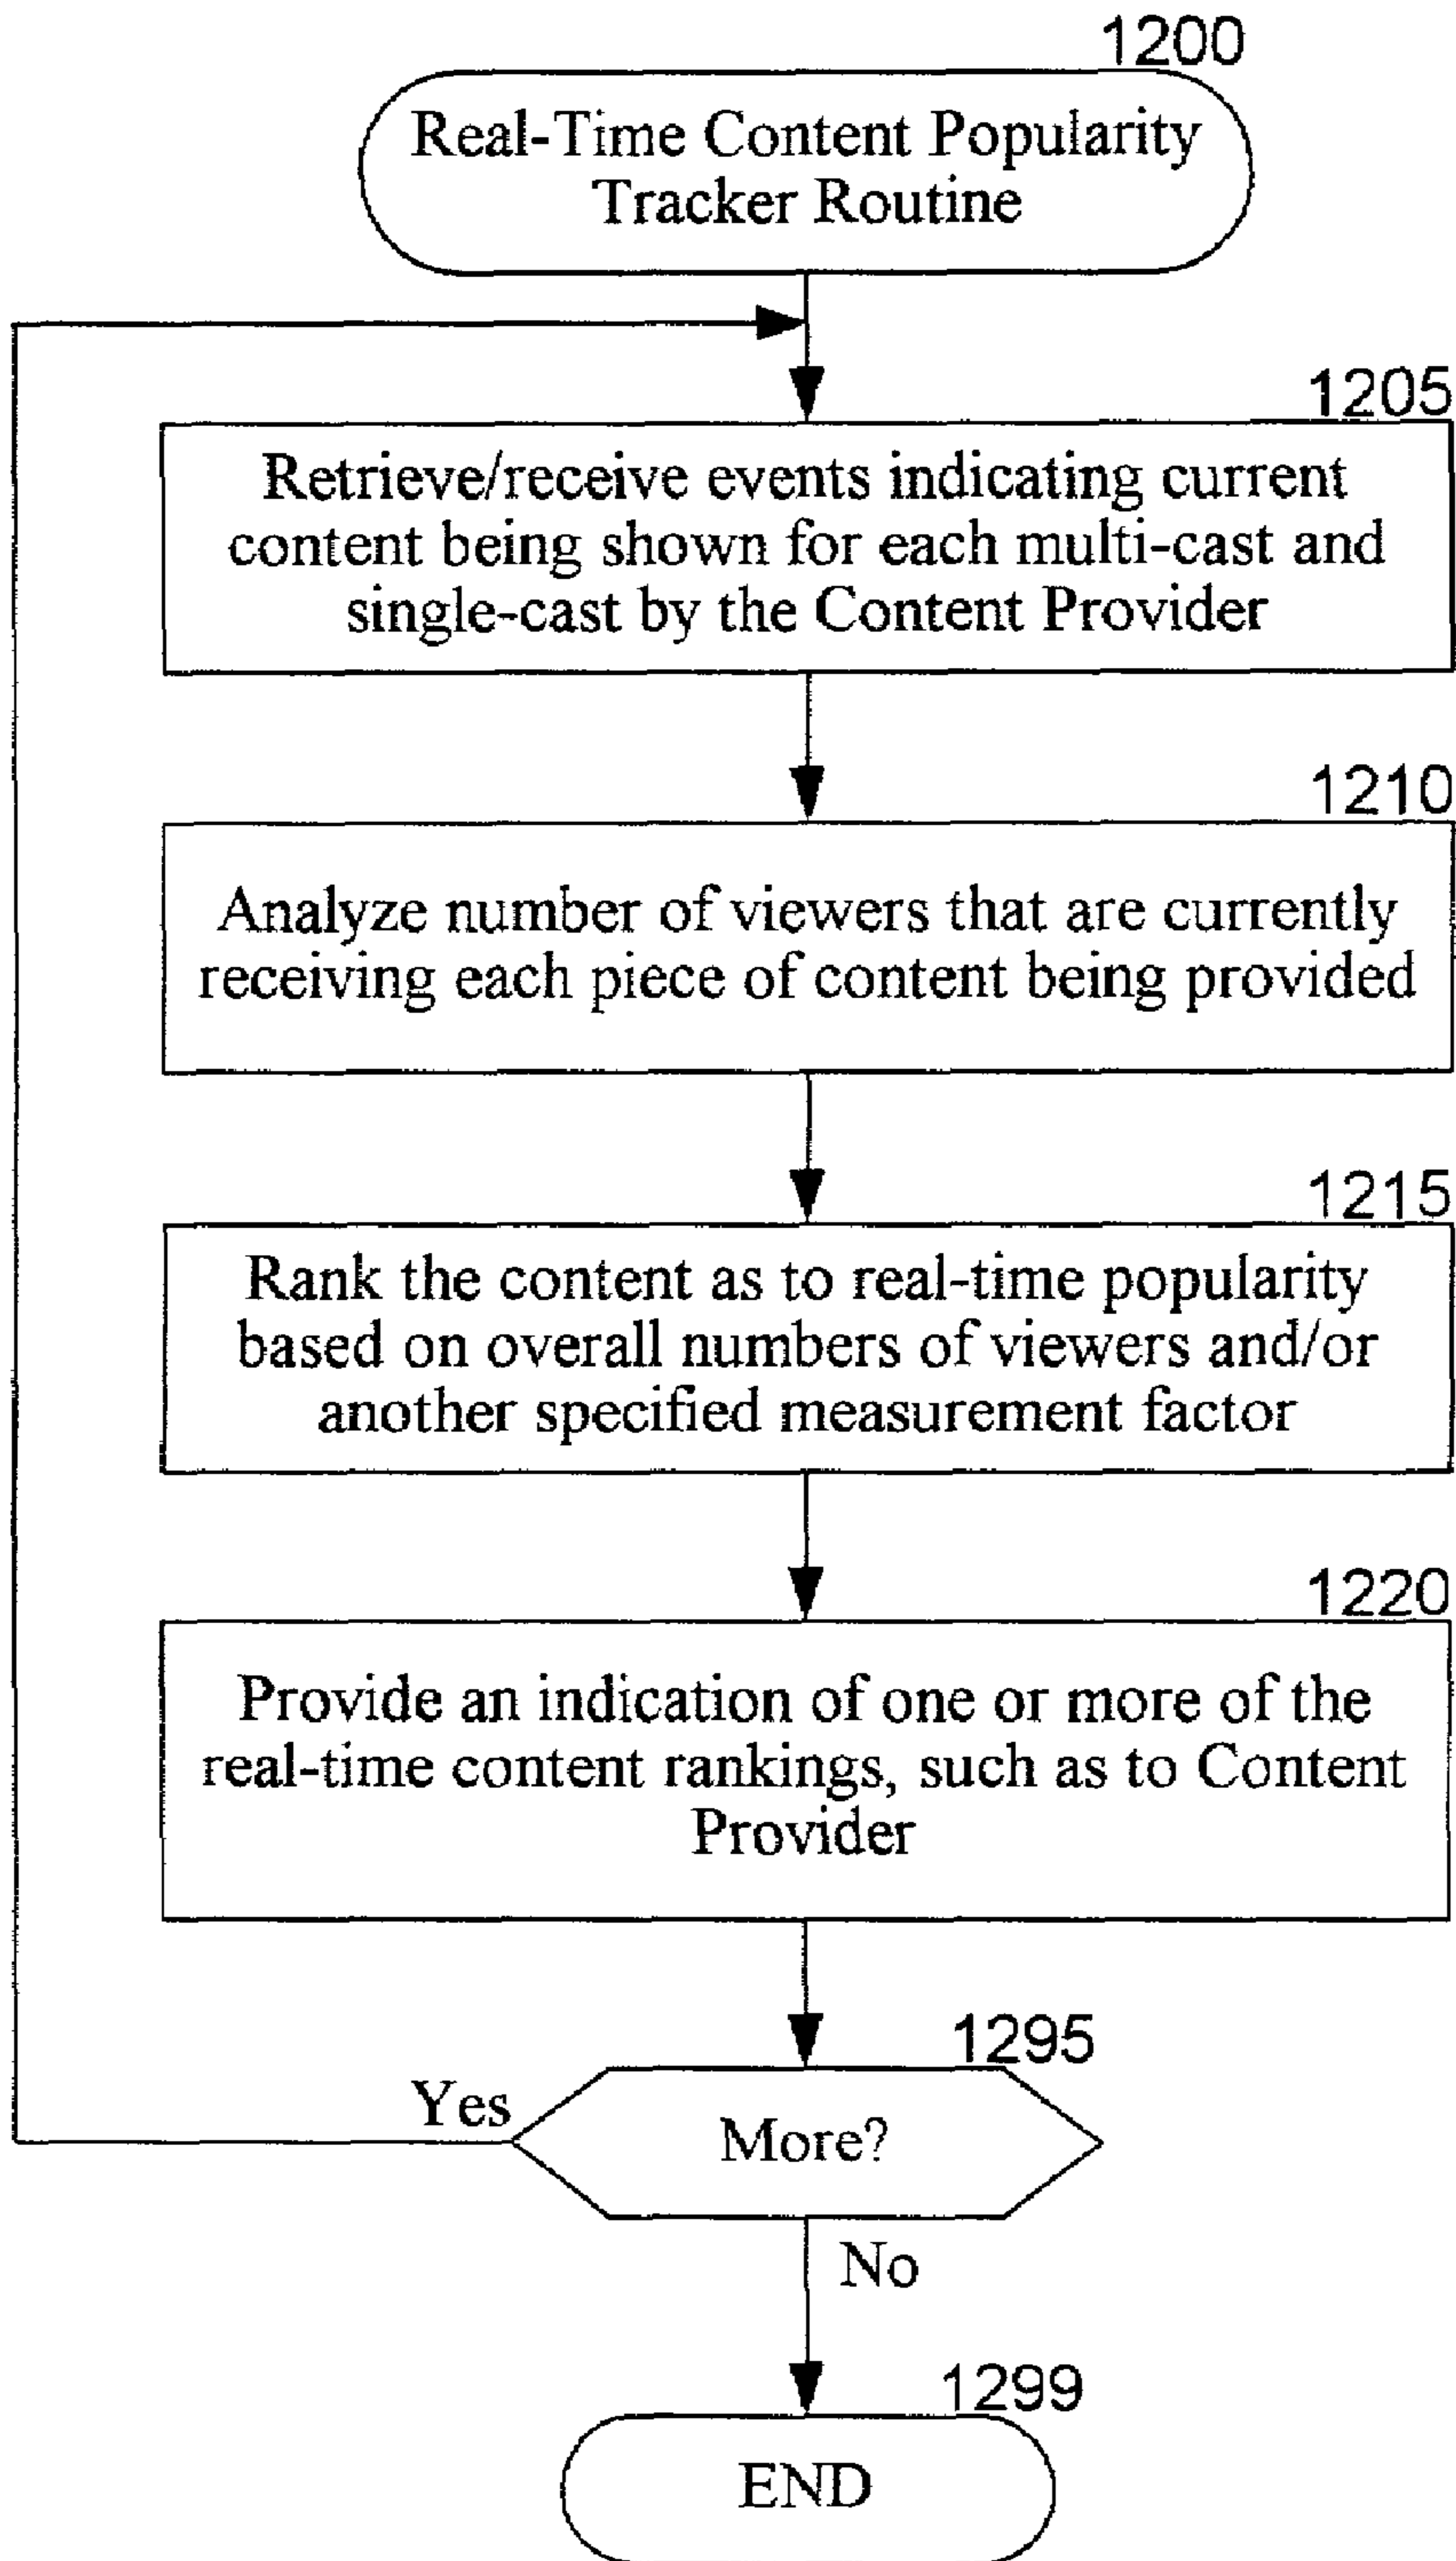 1200
Real-Time Content Popularity
Tracker Routine
1205
Retrieve/receive events indicating current
content being shown for each multi-cast and
single-cast by the Content Provider
1210
Analyze number of viewers that are currently
receiving each piece of content being provided
1215
Rank the content as to real-time popularity
based on overall numbers of viewers and/or
another specified measurement factor
1220
Provide an indication of one or more of the
real-time content rankings, such as to Content
Provider
1295
Yes
More?
No
1299
END